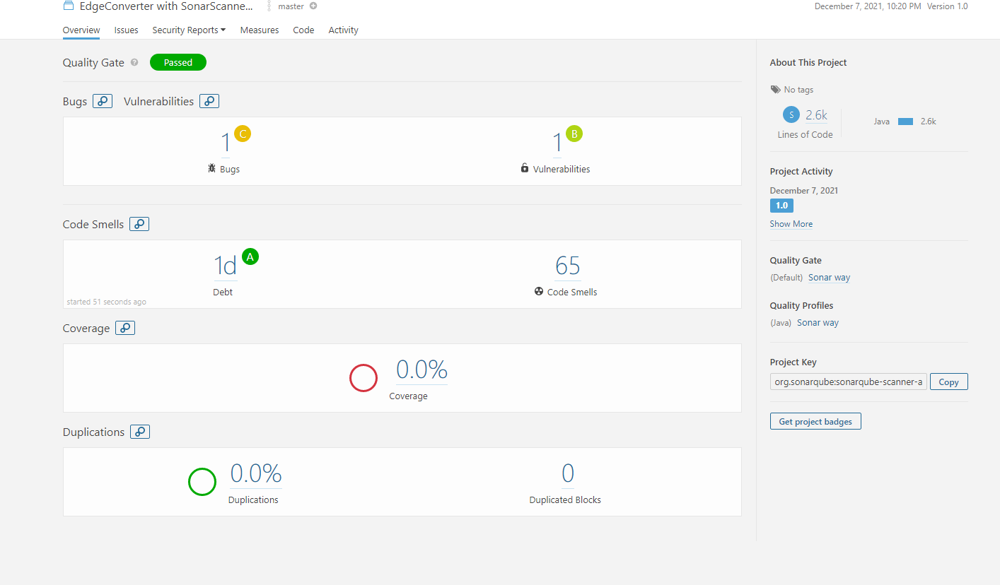 EdgeConverter with SonarScanne... master December 7, 2021, 10:20 PM Version 1.0
Overview Issues Security Reports Measures Code Activity
Quality Gate ? Passed
Bugs Vulnerabilities
1 C
Bugs
1 B
Vulnerabilities
Code Smells
1d A
Debt
65
Code Smells
started 51 seconds ago
Coverage
0.0%
Coverage
Duplications
0.0%
Duplications
0
Duplicated Blocks
About This Project
No tags
S 2.6k
Lines of Code
Java 2.6k
Project Activity
December 7, 2021
1.0
Show More
Quality Gate
(Default) Sonar way
Quality Profiles
(Java) Sonar way
Project Key
org.sonarqube:sonarqube-scanner-a Copy
Get project badges